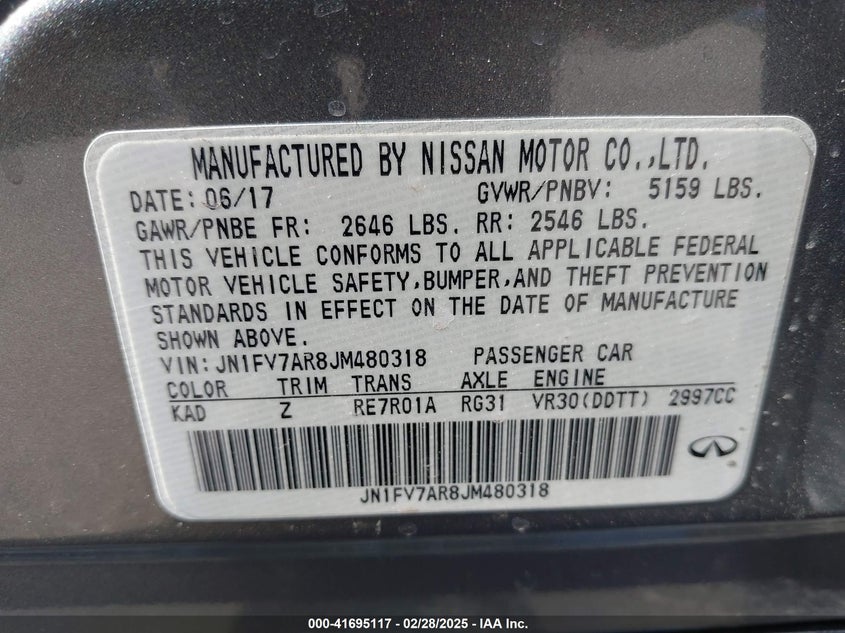 MANUFACTURED BY NISSAN MOTOR CO.,LTD.
DATE: 06/17 GVWR/PNBV: 5159 LBS.
GAWR/PNBE FR: 2646 LBS. RR: 2546 LBS.
THIS VEHICLE CONFORMS TO ALL APPLICABLE FEDERAL
MOTOR VEHICLE SAFETY,BUMPER,AND THEFT PREVENTION
STANDARDS IN EFFECT ON THE DATE OF MANUFACTURE
SHOWN ABOVE.
VIN: JN1FV7AR8JM480318 PASSENGER CAR
COLOR TRIM TRANS AXLE ENGINE
KAD Z RE7R01A RG31 VR30(DDTT) 2997CC
JN1FV7AR8JM480318
000-41695117 - 02/28/2025 - IAA Inc.